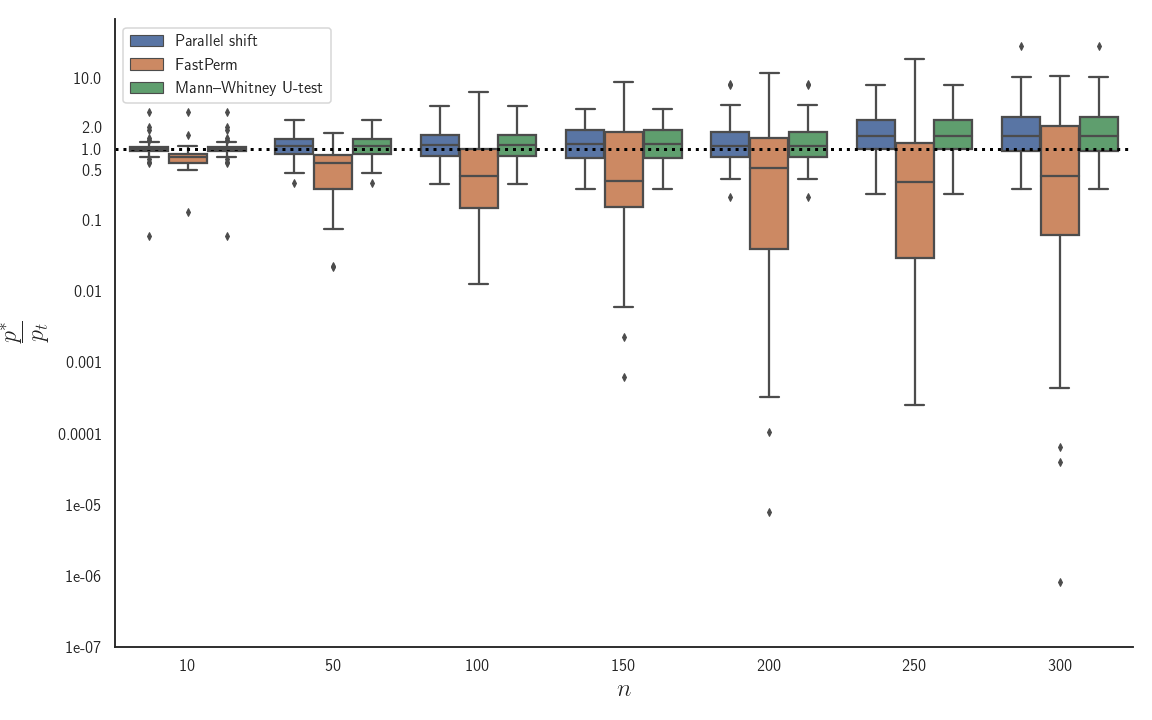 Parallel shift
FastPerm
Mann–Whitney U-test
10.0
2.0
1.0
0.5
0.1
0.01
0.001
0.0001
1e-05
1e-06
1e-07
p*
p_t
10 50 100 150 200 250 300
n